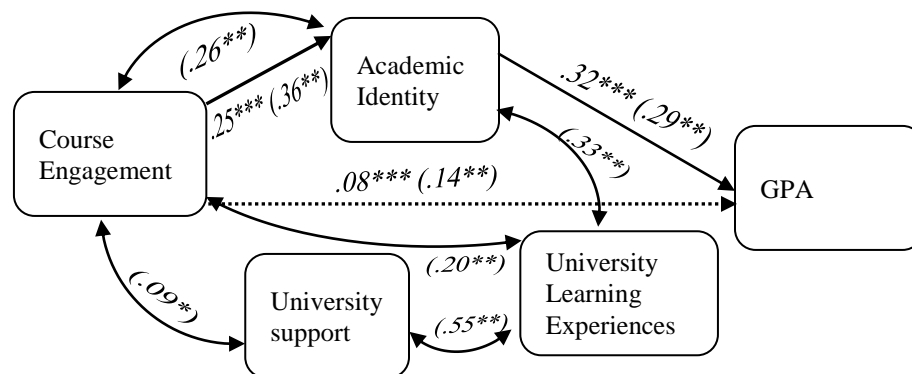 (.26**)
.25*** (.36**)
Academic
Identity
.32*** (.29**)
Course
Engagement
(.33**)
.08*** (.14**)
GPA
(.20**)
University
Learning
Experiences
(.09*)
University
support
(.55**)